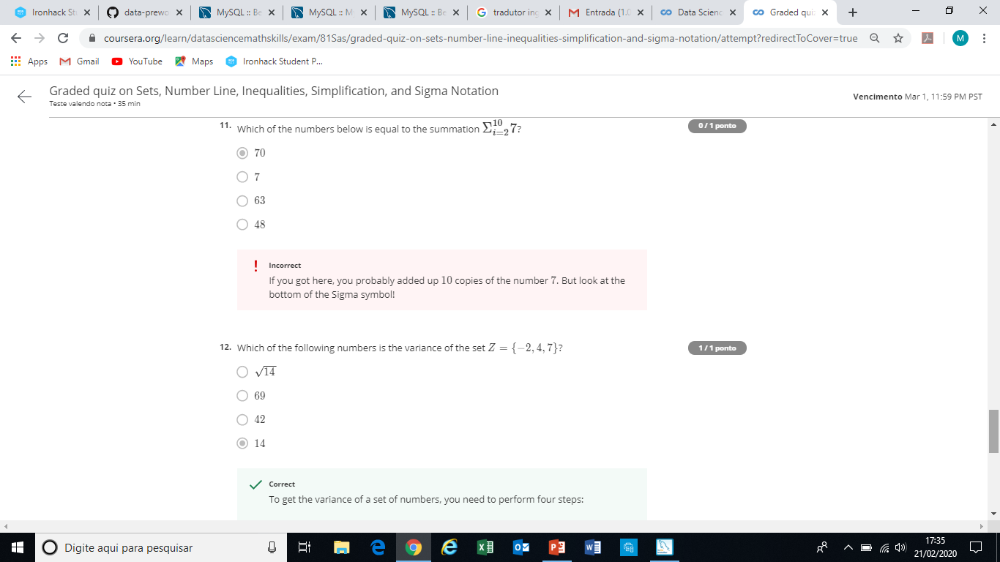 Ironhack St
data-prewo
MySQL :: Be
MySQL :: M
MySQL :: Be
tradutor ing
Entrada (1.0
Data Scienc
Graded qui
coursera.org/learn/datasciencemathskills/exam/81Sas/graded-quiz-on-sets-number-line-inequalities-simplification-and-sigma-notation/attempt?redirectToCover=true
M
Apps Gmail YouTube Maps Ironhack Student P...
Graded quiz on Sets, Number Line, Inequalities, Simplification, and Sigma Notation
Teste valendo nota • 35 min
Vencimento Mar 1, 11:59 PM PST
11. Which of the numbers below is equal to the summation Σ_{i=2}^{10} 7?
0 / 1 ponto
70
7
63
48
! Incorrect
If you got here, you probably added up 10 copies of the number 7. But look at the
bottom of the Sigma symbol!
12. Which of the following numbers is the variance of the set Z = {−2, 4, 7}?
1 / 1 ponto
√14
69
42
14
Correct
To get the variance of a set of numbers, you need to perform four steps:
Digite aqui para pesquisar
17:35
21/02/2020